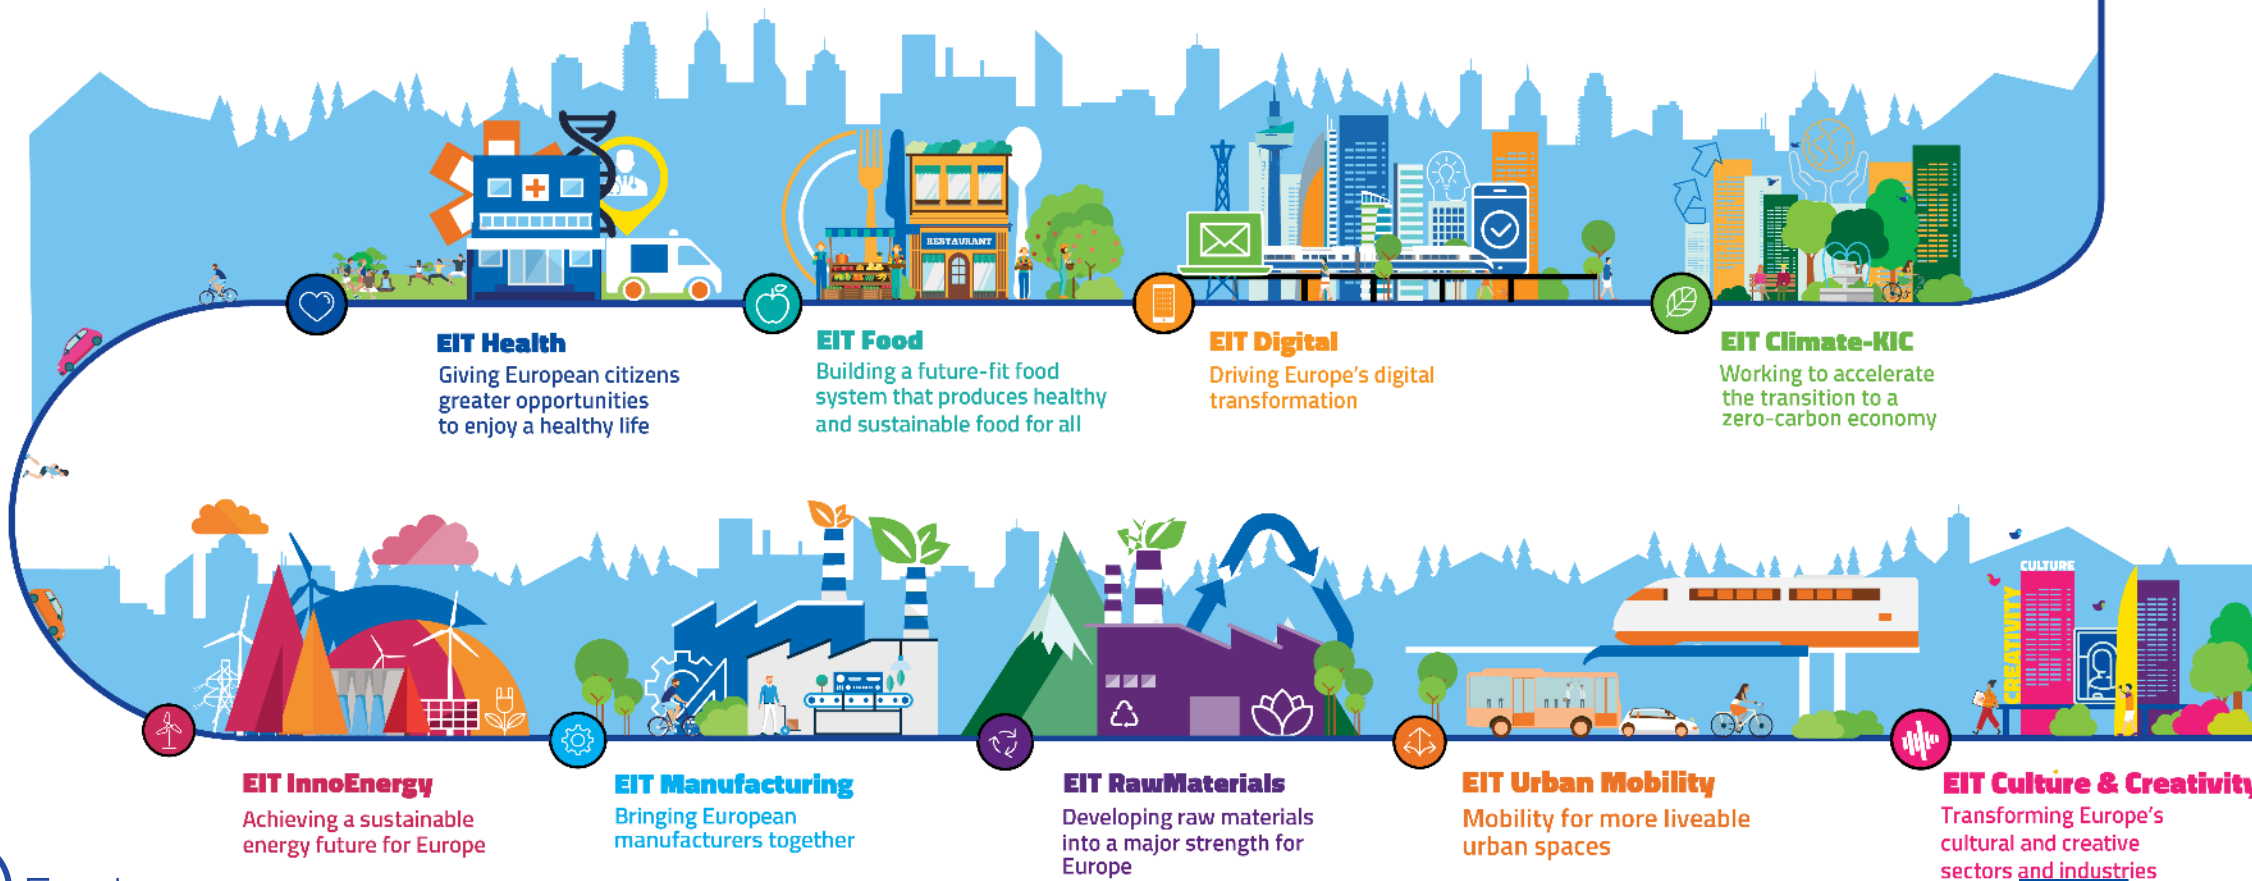 RESTAURANT
EIT Health
Giving European citizens
greater opportunities
to enjoy a healthy life
EIT Food
Building a future-fit food
system that produces healthy
and sustainable food for all
EIT Digital
Driving Europe's digital
transformation
EIT Climate-KIC
Working to accelerate
the transition to a
zero-carbon economy
CULTURE
CREATIVITY
EIT InnoEnergy
Achieving a sustainable
energy future for Europe
EIT Manufacturing
Bringing European
manufacturers together
EIT RawMaterials
Developing raw materials
into a major strength for
Europe
EIT Urban Mobility
Mobility for more liveable
urban spaces
EIT Culture & Creativity
Transforming Europe's
cultural and creative
sectors and industries